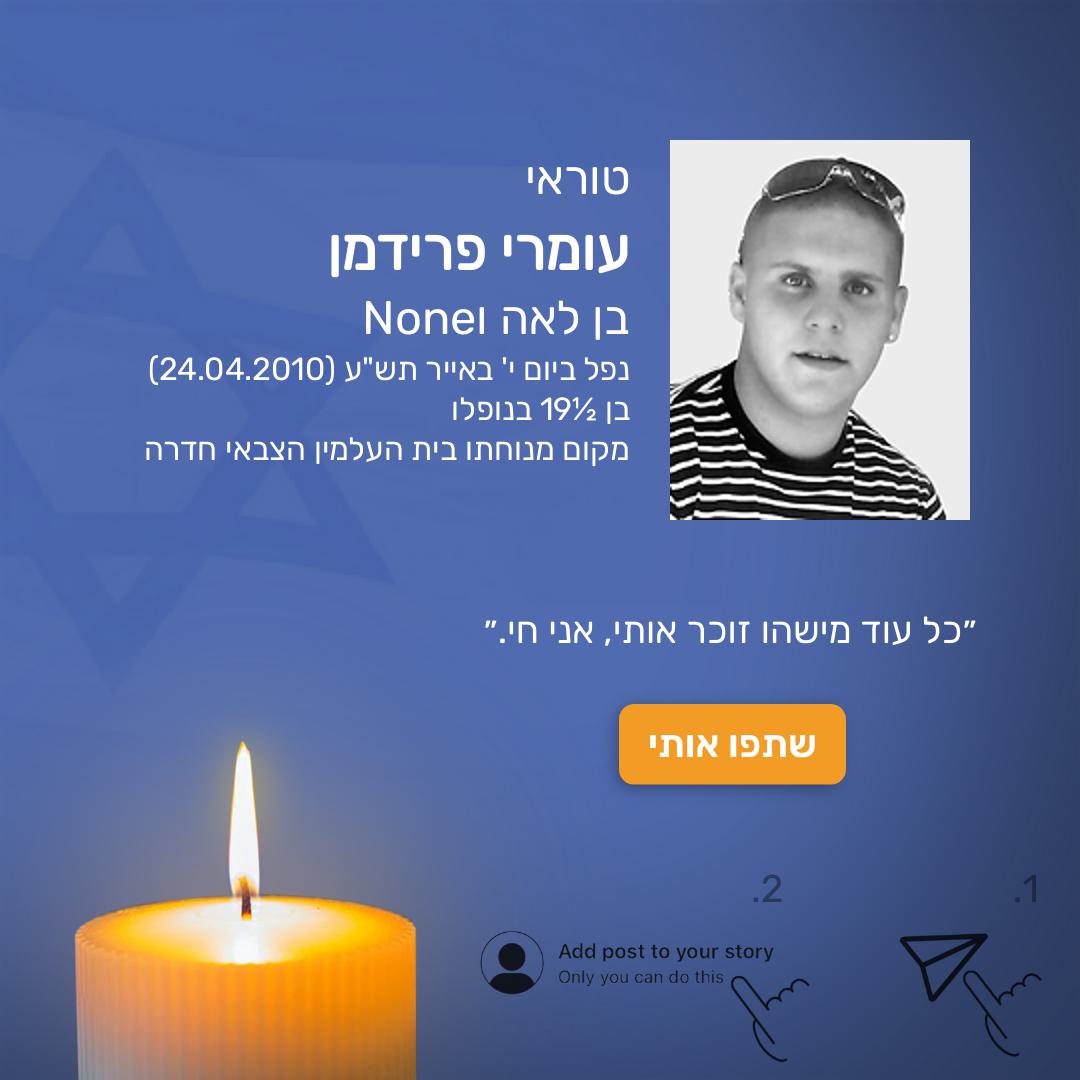 טוראי
עומרי פרידמן
בן לאה וNone
נפל ביום י' באייר תש"ע (24.04.2010)
בן 19½ בנופלו
מקום מנוחתו בית העלמין הצבאי חדרה
״כל עוד מישהו זוכר אותי, אני חי.״
שתפו אותי
.1
.2
Add post to your story
Only you can do this